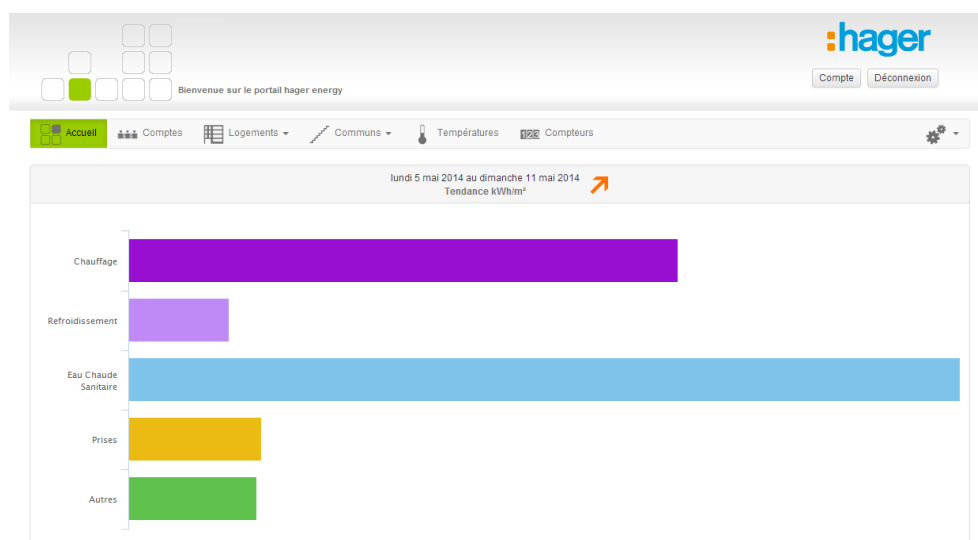 :hager
Compte Déconnexion
Bienvenue sur le portail hager energy
Accueil Comptes Logements Communs Températures 123 Compteurs
lundi 5 mai 2014 au dimanche 11 mai 2014
Tendance kWh/m²
Chauffage
Refroidissement
Eau Chaude
Sanitaire
Prises
Autres